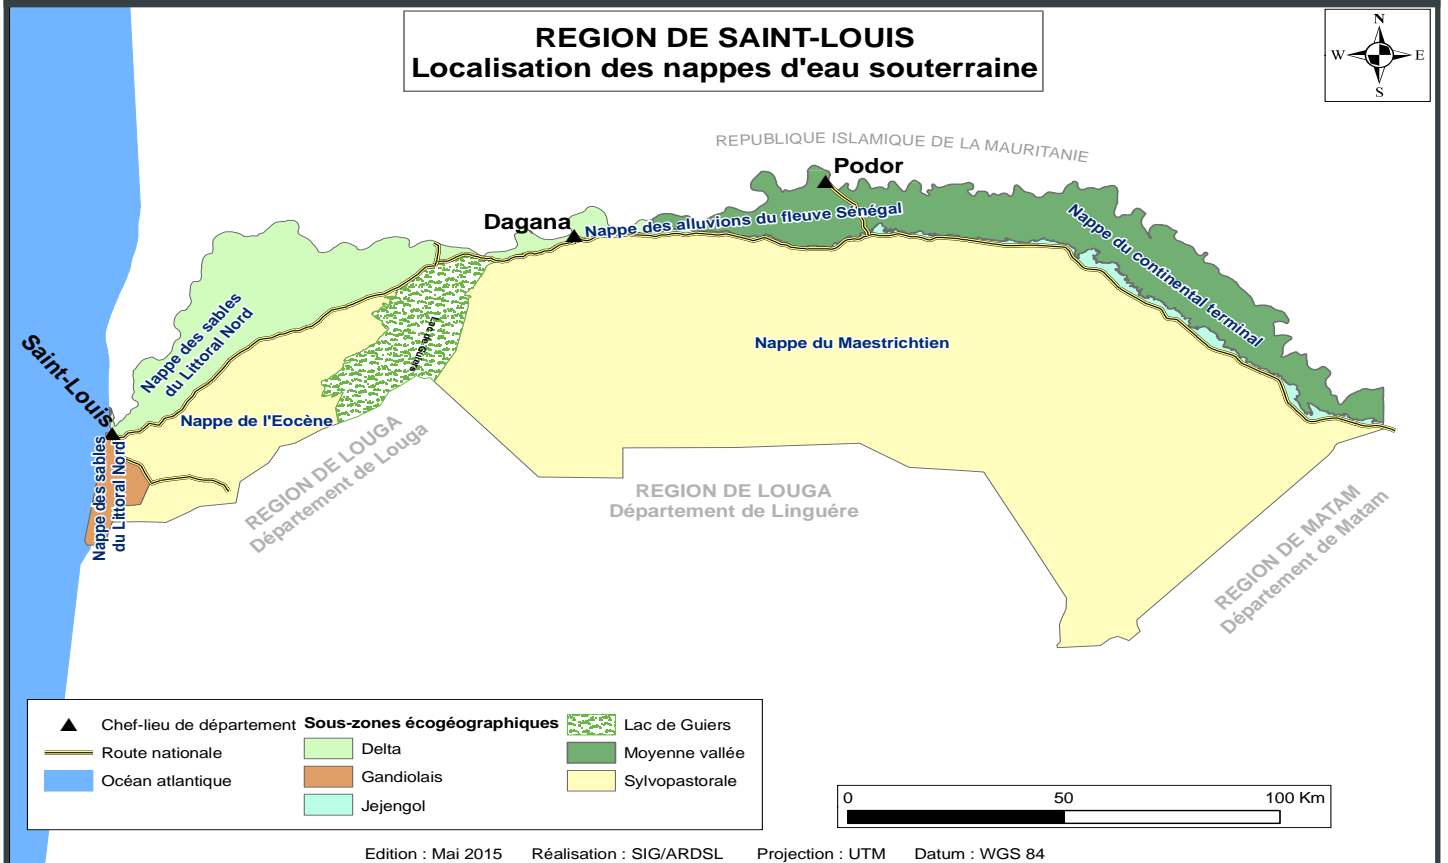 REGION DE SAINT-LOUIS
Localisation des nappes d'eau souterraine
N
W
E
S
REPUBLIQUE ISLAMIQUE DE LA MAURITANIE
Podor
Dagana
Nappe des alluvions du fleuve Sénégal
Nappe du continental terminal
Nappe des sables
du Littoral Nord
Lac de Guiers
Saint-Louis
Nappe du Maestrichtien
Nappe de l'Eocène
Nappe des sables
du Littoral Nord
REGION DE LOUGA
Département de Louga
REGION DE LOUGA
Département de Linguére
REGION DE MATAM
Département de Matam
Chef-lieu de département
Route nationale
Océan atlantique
Sous-zones écogéographiques
Delta
Gandiolais
Jejengol
Lac de Guiers
Moyenne vallée
Sylvopastorale
0 50 100 Km
Edition : Mai 2015 Réalisation : SIG/ARDSL Projection : UTM Datum : WGS 84